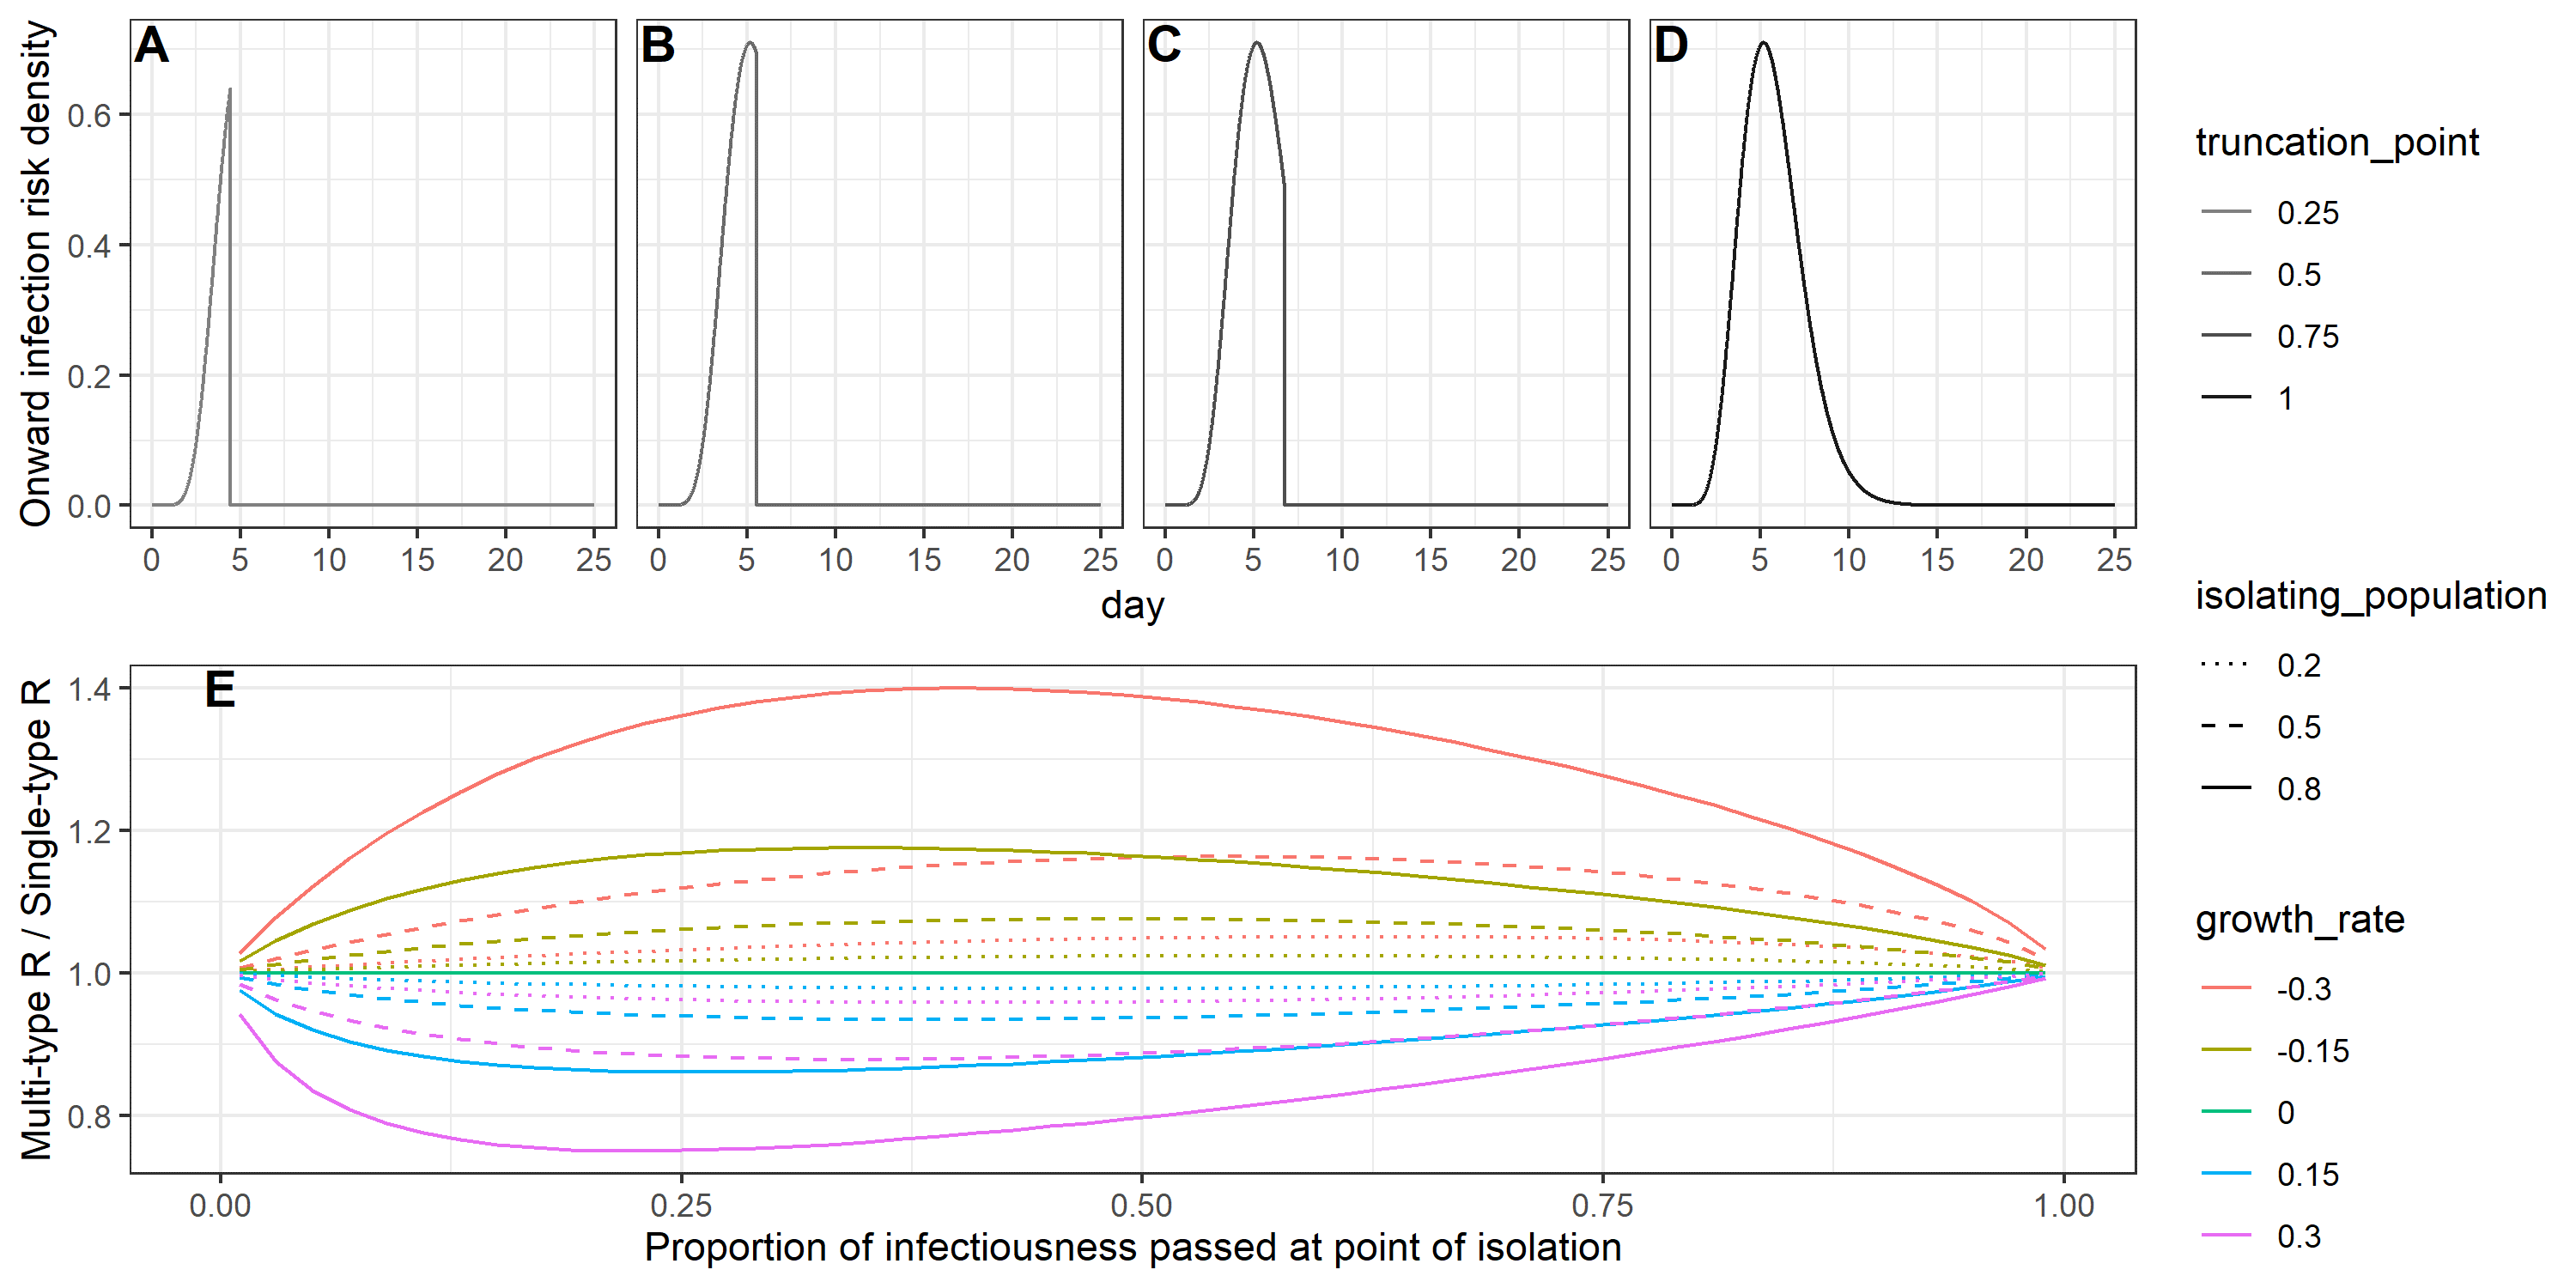 A B C D
Onward infection risk density
0.6
0.4
0.2
0.0
0 5 10 15 20 25 0 5 10 15 20 25 0 5 10 15 20 25 0 5 10 15 20 25
day
truncation_point
0.25
0.5
0.75
1
isolating_population
0.2
0.5
0.8
growth_rate
-0.3
-0.15
0
0.15
0.3
E
Multi-type R / Single-type R
1.4
1.2
1.0
0.8
0.00 0.25 0.50 0.75 1.00
Proportion of infectiousness passed at point of isolation